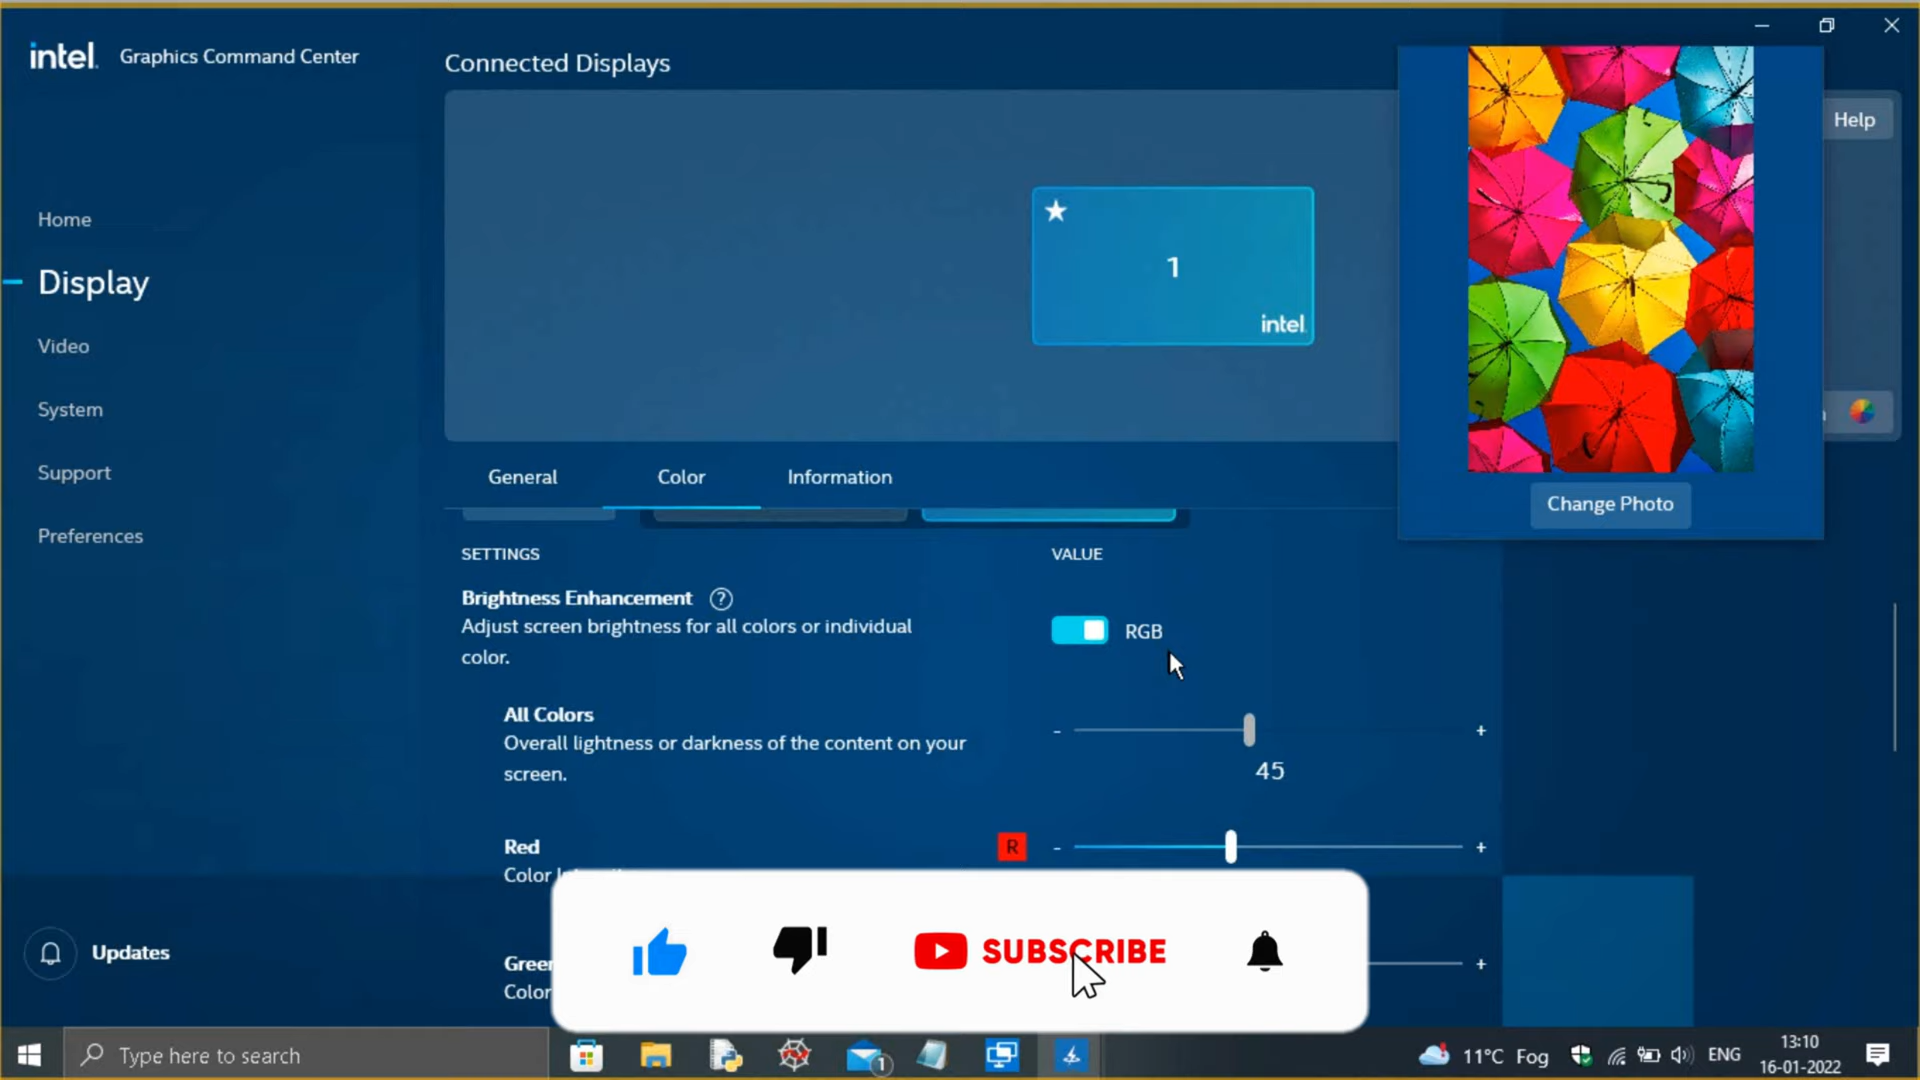 intel. Graphics Command Center
Connected Displays
Help
Home
Display
Video
System
Support
Preferences
1
intel.
Change Photo
General Color Information
SETTINGS VALUE
Brightness Enhancement ?
Adjust screen brightness for all colors or individual
color.
RGB
All Colors
Overall lightness or darkness of the content on your
screen.
- +
45
Red R - +
Color
SUBSCRIBE
Updates
Green +
Color
Type here to search
1
11°C Fog
ENG
13:10
16-01-2022